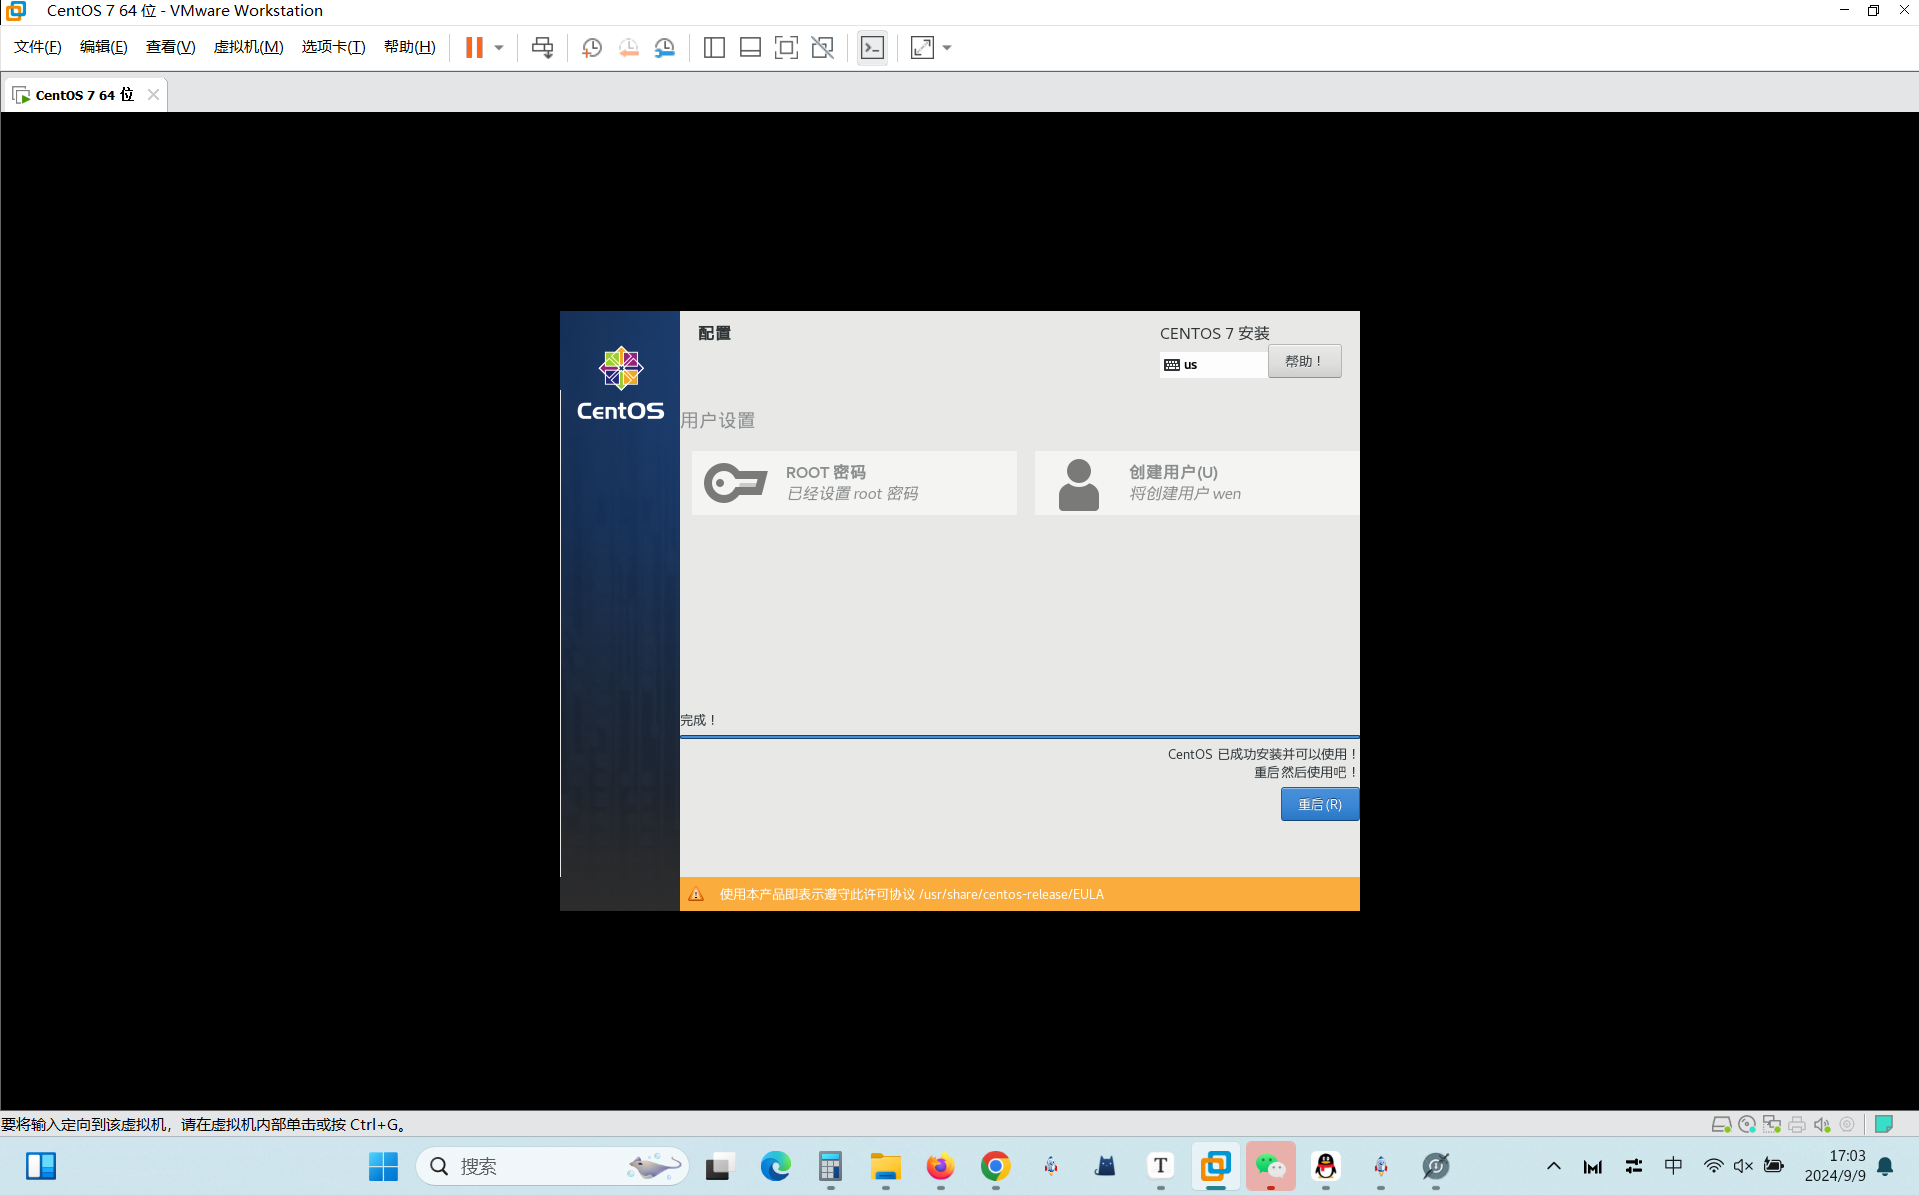 CentOS 7 64 位 - VMware Workstation
文件(F) 编辑(E) 查看(V) 虚拟机(M) 选项卡(T) 帮助(H)
CentOS 7 64 位
配置
CENTOS 7 安装
us
帮助！
CentOS
用户设置
ROOT 密码
已经设置 root 密码
创建用户(U)
将创建用户 wen
完成！
CentOS 已成功安装并可以使用！
重启然后使用吧！
重启(R)
使用本产品即表示遵守此许可协议 /usr/share/centos-release/EULA
要将输入定向到该虚拟机，请在虚拟机内部单击或按 Ctrl+G。
搜索
T
中
17:03
2024/9/9